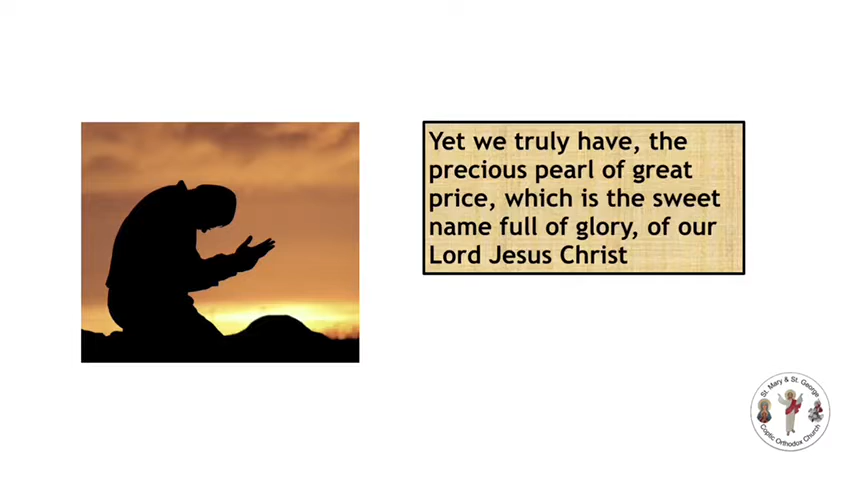 Yet we truly have, the
precious pearl of great
price, which is the sweet
name full of glory, of our
Lord Jesus Christ
St. Mary & St. George
Coptic Orthodox Church